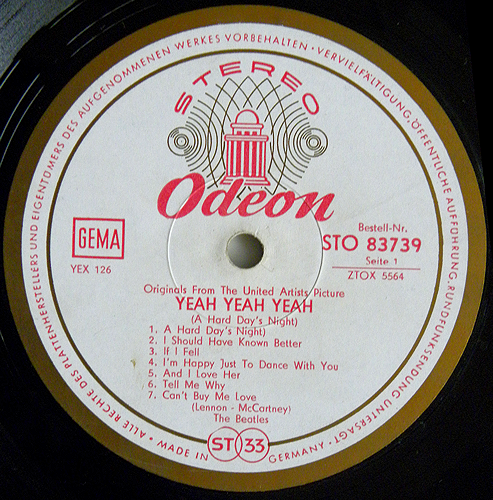 ALLE RECHTE DES PLATTENHERSTELLERS UND EIGENTÜMERS DES AUFGENOMMENEN WERKES VORBEHALTEN • VERVIELFÄLTIGUNG, ÖFFENTLICHE AUFFÜHRUNG, RUNDFUNKSENDUNG UNTERSAGT •
STEREO
Odeon
GEMA
YEX 126
Bestell-Nr.
STO 83739
Seite 1
ZTOX 5564
Originals From The United Artists Picture
YEAH YEAH YEAH
(A Hard Day's Night)
1. A Hard Day's Night)
2. I Should Have Known Better
3. If I Fell
4. I'm Happy Just To Dance With You
5. And I Love Her
6. Tell Me Why
7. Can't Buy Me Love
(Lennon - McCartney)
The Beatles
MADE IN GERMANY
ST 33